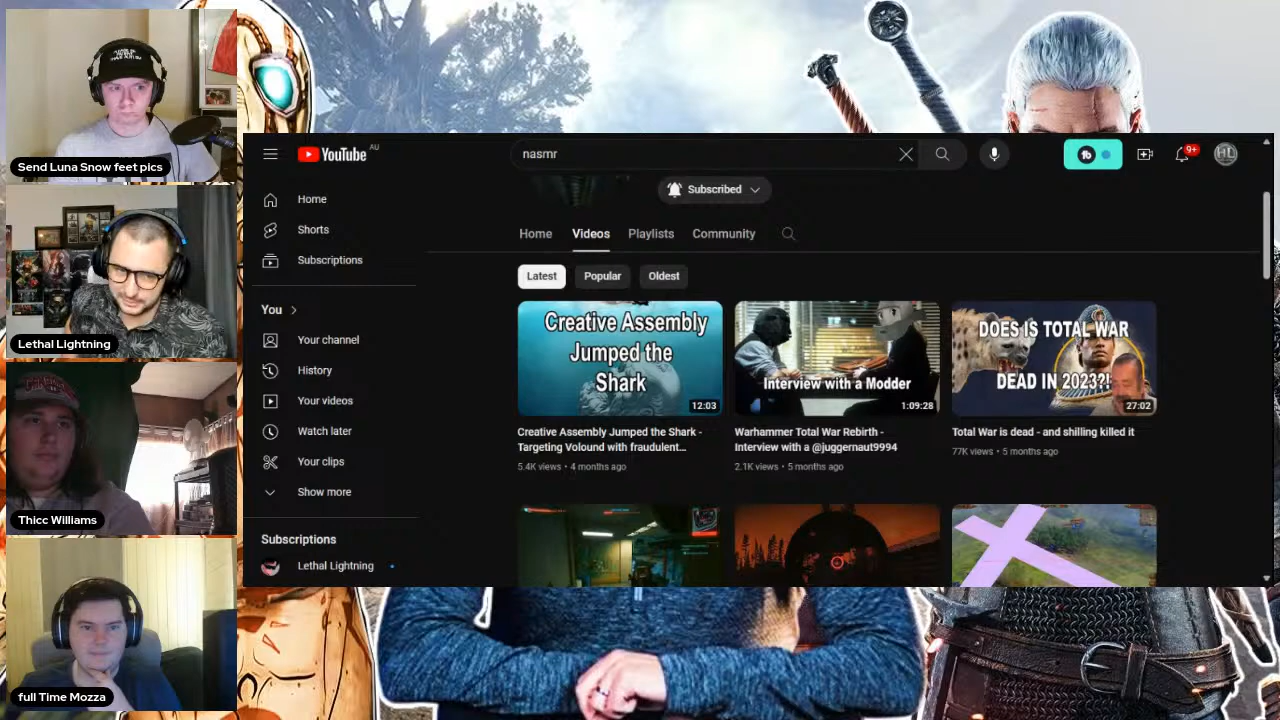 Send Luna Snow feet pics
Lethal Lightning
Thicc Williams
full Time Mozza
YouTube AU
nasmr
9+
Subscribed
Home
Shorts
Subscriptions
You
Your channel
History
Your videos
Watch later
Your clips
Show more
Subscriptions
Lethal Lightning
Home Videos Playlists Community
Latest Popular Oldest
Creative Assembly
Jumped the
Shark
12:03
Creative Assembly Jumped the Shark -
Targeting Volound with fraudulent...
5.4K views • 4 months ago
Interview with a Modder
1:09:28
Warhammer Total War Rebirth -
Interview with a @juggernaut9994
2.1K views • 5 months ago
DOES IS TOTAL WAR
DEAD IN 2023?!
27:02
Total War is dead - and shilling killed it
77K views • 5 months ago